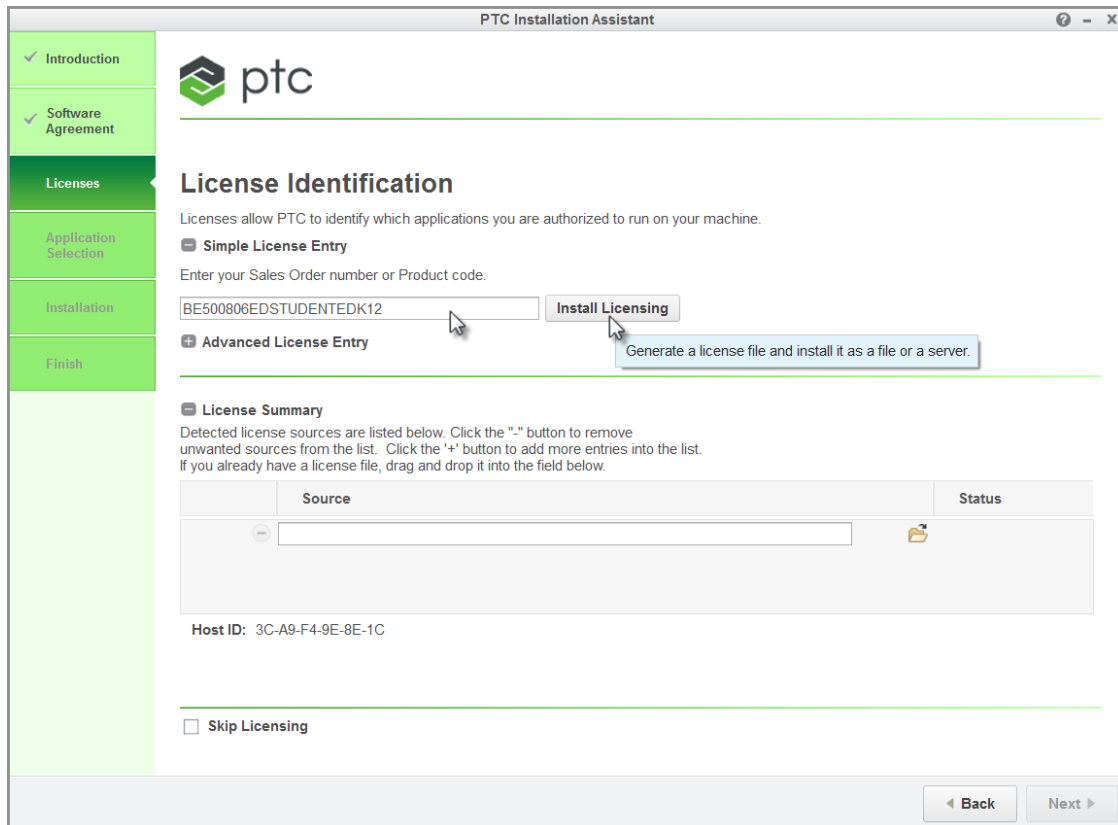 PTC Installation Assistant
Introduction
Software
Agreement
Licenses
Application
Selection
Installation
Finish
ptc
License Identification
Licenses allow PTC to identify which applications you are authorized to run on your machine.
Simple License Entry
Enter your Sales Order number or Product code.
BE500806EDSTUDENTEDK12 Install Licensing
Advanced License Entry
Generate a license file and install it as a file or a server.
License Summary
Detected license sources are listed below. Click the "-" button to remove
unwanted sources from the list. Click the '+' button to add more entries into the list.
If you already have a license file, drag and drop it into the field below.
Source Status
Host ID: 3C-A9-F4-9E-8E-1C
Skip Licensing
Back Next